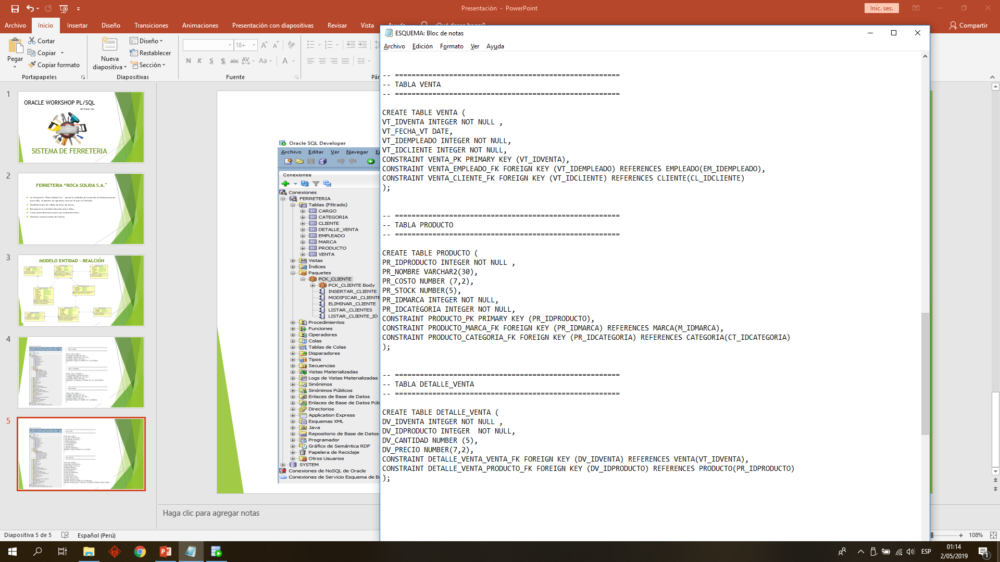 Presentación - PowerPoint
Inic. ses.
Archivo Inicio Insertar Diseño Transiciones Animaciones Presentación con diapositivas Revisar Vista
Compartir
Pegar
Cortar
Copiar
Copiar formato
Portapapeles
Nueva diapositiva
Diseño
Restablecer
Sección
Diapositivas
18+
N K S S abc AV Aa A
Fuente
ESQUEMA: Bloc de notas
Archivo Edición Formato Ver Ayuda
1
ORACLE WORKSHOP PL/SQL
SISTEMA DE FERRETERIA
2
FERRETERIA “ROCA SOLIDA S.A.”
3
MODELO ENTIDAD - REALCIÓN
4
5
Oracle SQL Developer
Archivo Editar Ver Navegar
Conexiones
Conexiones
FERRETERIA
Tablas (Filtrado)
CARGO
CATEGORIA
CLIENTE
DETALLE_VENTA
EMPLEADO
MARCA
PRODUCTO
VENTA
Vistas
Índices
Paquetes
PCK_CLIENTE
PCK_CLIENTE Body
INSERTAR_CLIENTE
MODIFICAR_CLIENTE
ELIMINAR_CLIENTE
LISTAR_CLIENTES
LISTAR_CLIENTE_ID
Procedimientos
Funciones
Operadores
Colas
Tablas de Colas
Disparadores
Tipos
Secuencias
Vistas Materializadas
Logs de Vistas Materializadas
Sinónimos
Sinónimos Públicos
Enlaces de Base de Datos
Enlaces de Base de Datos Púb
Directorios
Application Express
Esquemas XML
Java
Repositorio de Base de Datos
Programador
Gráfico de Semántica RDF
Papelera de Reciclaje
Otros Usuarios
SYSTEM
Conexiones de NoSQL de Oracle
Conexiones de Servicio Esquema de Ba
-- ======================================================
-- TABLA VENTA
-- ======================================================
CREATE TABLE VENTA (
VT_IDVENTA INTEGER NOT NULL ,
VT_FECHA_VT DATE,
VT_IDEMPLEADO INTEGER NOT NULL,
VT_IDCLIENTE INTEGER NOT NULL,
CONSTRAINT VENTA_PK PRIMARY KEY (VT_IDVENTA),
CONSTRAINT VENTA_EMPLEADO_FK FOREIGN KEY (VT_IDEMPLEADO) REFERENCES EMPLEADO(EM_IDEMPLEADO),
CONSTRAINT VENTA_CLIENTE_FK FOREIGN KEY (VT_IDCLIENTE) REFERENCES CLIENTE(CL_IDCLIENTE)
);
-- ======================================================
-- TABLA PRODUCTO
-- ======================================================
CREATE TABLE PRODUCTO (
PR_IDPRODUCTO INTEGER NOT NULL ,
PR_NOMBRE VARCHAR2(30),
PR_COSTO NUMBER (7,2),
PR_STOCK NUMBER(5),
PR_IDMARCA INTEGER NOT NULL,
PR_IDCATEGORIA INTEGER NOT NULL,
CONSTRAINT PRODUCTO_PK PRIMARY KEY (PR_IDPRODUCTO),
CONSTRAINT PRODUCTO_MARCA_FK FOREIGN KEY (PR_IDMARCA) REFERENCES MARCA(M_IDMARCA),
CONSTRAINT PRODUCTO_CATEGORIA_FK FOREIGN KEY (PR_IDCATEGORIA) REFERENCES CATEGORIA(CT_IDCATEGORIA)
);
-- ======================================================
-- TABLA DETALLE_VENTA
-- ======================================================
CREATE TABLE DETALLE_VENTA (
DV_IDVENTA INTEGER NOT NULL ,
DV_IDPRODUCTO INTEGER  NOT NULL,
DV_CANTIDAD NUMBER (5),
DV_PRECIO NUMBER(7,2),
CONSTRAINT DETALLE_VENTA_VENTA_FK FOREIGN KEY (DV_IDVENTA) REFERENCES VENTA(VT_IDVENTA),
CONSTRAINT DETALLE_VENTA_PRODUCTO_FK FOREIGN KEY (DV_IDPRODUCTO) REFERENCES PRODUCTO(PR_IDPRODUCTO)
);
Haga clic para agregar notas
Diapositiva 5 de 5 Español (Perú)
108%
ESP
01:14
2/05/2019
1